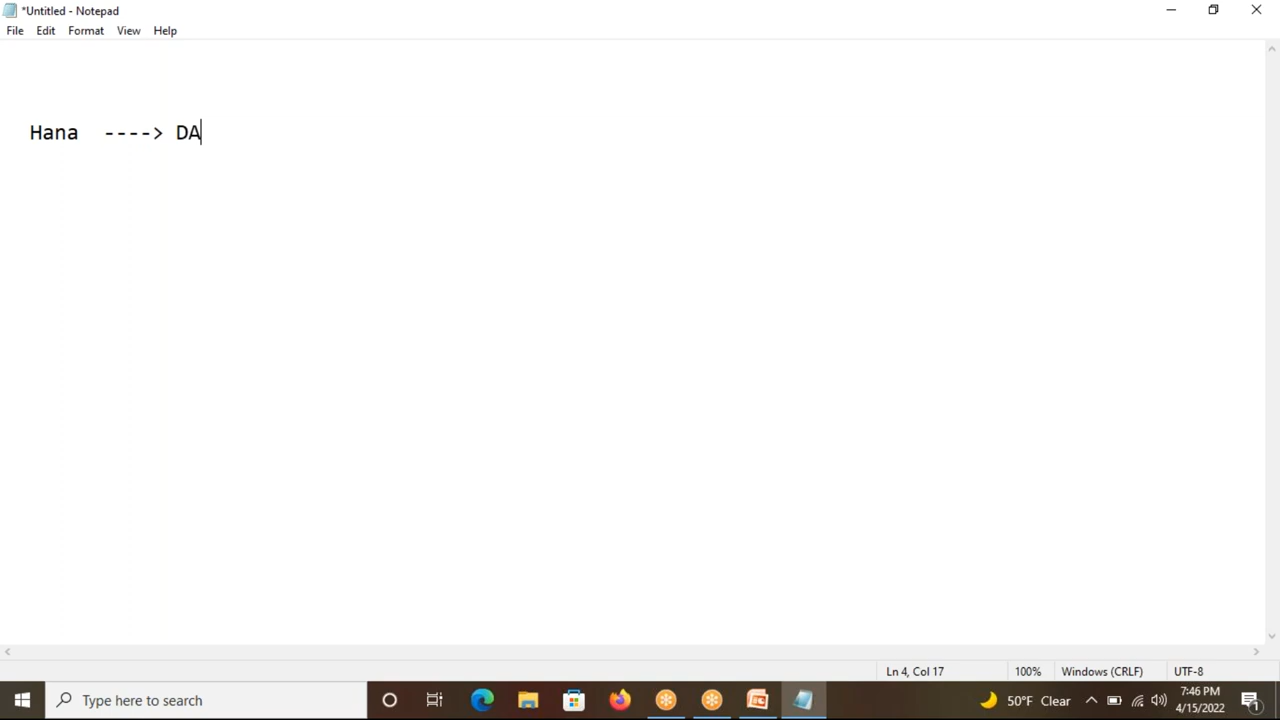 *Untitled - Notepad
File Edit Format View Help
Hana ----> DA
Ln 4, Col 17 100% Windows (CRLF) UTF-8
Type here to search
50°F Clear
7:46 PM
4/15/2022
1